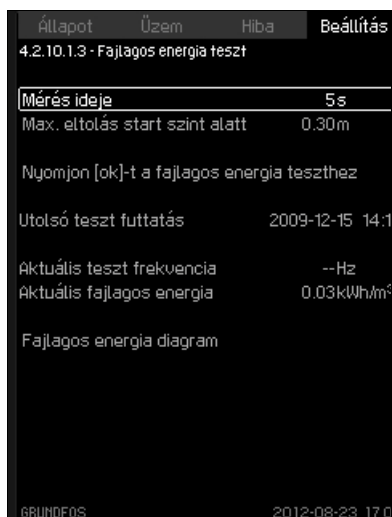 Állapot Üzem Hiba Beállítás
4.2.10.1.3 - Fajlagos energia teszt
Mérés ideje 5s
Max. eltolás start szint alatt 0.30m
Nyomjon [ok]-t a fajlagos energia teszthez
Utolsó teszt futtatás 2009-12-15 14:1
Aktuális teszt frekvencia --Hz
Aktuális fajlagos energia 0.03kWh/m³
Fajlagos energia diagram
GRUNDFOS 2012-08-23 17:0